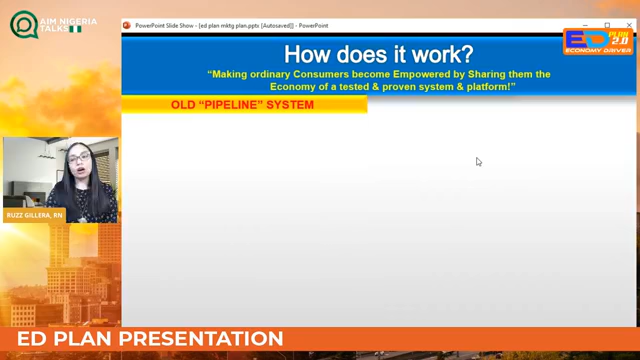 AIM NIGERIA
TALKS
PowerPoint Slide Show - [ed plan mktg plan.pptx [Autosaved]] - PowerPoint
ED PLAN 2.0
ECONOMY DRIVER
How does it work?
“Making ordinary Consumers become Empowered by Sharing them the
Economy of a tested & proven system & platform!”
OLD “PIPELINE” SYSTEM
RUZZ GILLERA, RN
ED PLAN PRESENTATION